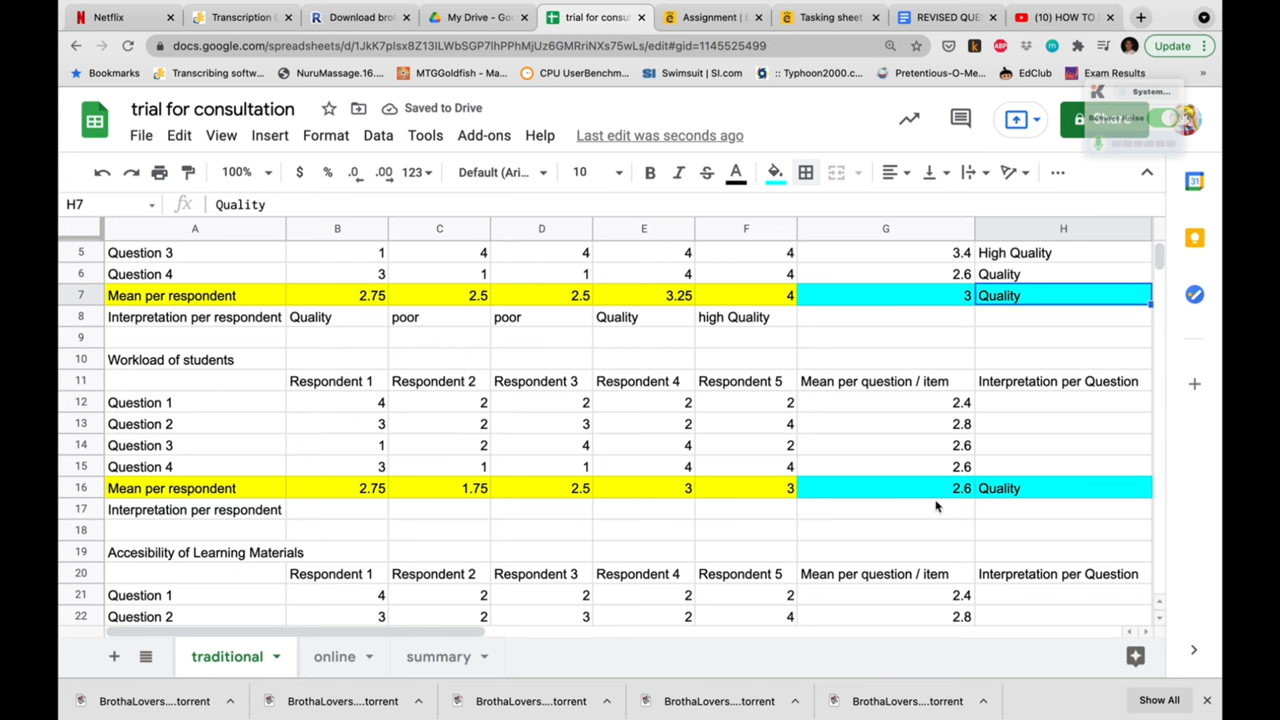 Netflix Transcription Download bro My Drive - Go trial for consul Assignment | Tasking sheet REVISED QUE (10) HOW TO
docs.google.com/spreadsheets/d/1JkK7plsx8Z13ILWbSGP7lhPPhMjUz6GMRriNXs75wLs/edit#gid=1145525499 Update
Bookmarks Transcribing softw... NuruMassage.16.... MTGGoldfish - Ma... CPU UserBenchm... SI Swimsuit | SI.com :: Typhoon2000.c... Pretentious-O-Me... EdClub Exam Results »
System...
trial for consultation Saved to Drive Share
File Edit View Insert Format Data Tools Add-ons Help Last edit was seconds ago
100% $ % .0 .00 123 Default (Ari... 10 B I S A
H7 fx Quality
A B C D E F G H
5 Question 3 1 4 4 4 4 3.4 High Quality
6 Question 4 3 1 1 4 4 2.6 Quality
7 Mean per respondent 2.75 2.5 2.5 3.25 4 3 Quality
8 Interpretation per respondent Quality poor poor Quality high Quality
9
10 Workload of students
11 Respondent 1 Respondent 2 Respondent 3 Respondent 4 Respondent 5 Mean per question / item Interpretation per Question
12 Question 1 4 2 2 2 2 2.4
13 Question 2 3 2 3 2 4 2.8
14 Question 3 1 2 4 4 2 2.6
15 Question 4 3 1 1 4 4 2.6
16 Mean per respondent 2.75 1.75 2.5 3 3 2.6 Quality
17 Interpretation per respondent
18
19 Accesibility of Learning Materials
20 Respondent 1 Respondent 2 Respondent 3 Respondent 4 Respondent 5 Mean per question / item Interpretation per Question
21 Question 1 4 2 2 2 2 2.4
22 Question 2 3 2 3 2 4 2.8
traditional online summary
BrothaLovers....torrent BrothaLovers....torrent BrothaLovers....torrent BrothaLovers....torrent BrothaLovers....torrent Show All